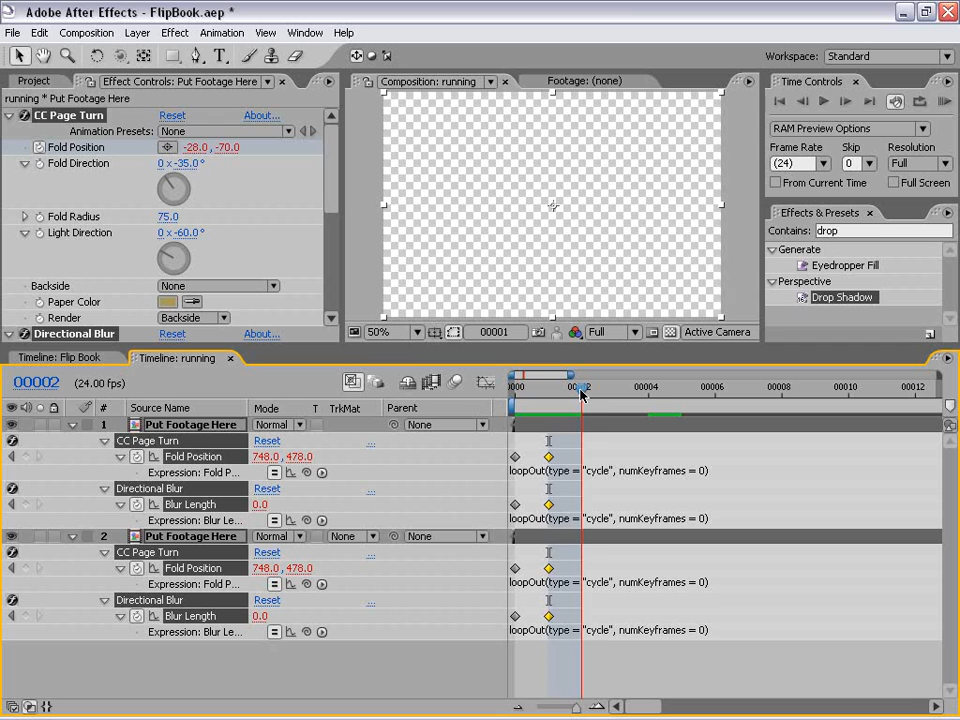 Adobe After Effects - FlipBook.aep *
File Edit Composition Layer Effect Animation View Window Help
Workspace: Standard
Project Effect Controls: Put Footage Here
Composition: running Footage: (none)
Time Controls
running * Put Footage Here
CC Page Turn Reset About...
Animation Presets: None
Fold Position -28.0, -70.0
Fold Direction 0 x-35.0°
Fold Radius 75.0
Light Direction 0 x-60.0°
Backside None
Paper Color
Render Backside
Directional Blur Reset About...
50% 00001 Full Active Camera
RAM Preview Options
Frame Rate Skip Resolution
(24) 0 Full
From Current Time Full Screen
Effects & Presets
Contains: drop
Generate
Eyedropper Fill
Perspective
Drop Shadow
Timeline: Flip Book Timeline: running
00002 (24.00 fps)
0000 00004 00006 00008 00010 00012
# Source Name Mode T TrkMat Parent
1 Put Footage Here Normal None
CC Page Turn Reset ...
Fold Position 748.0, 478.0
Expression: Fold P... loopOut(type = "cycle", numKeyframes = 0)
Directional Blur Reset ...
Blur Length 0.0
Expression: Blur Le... loopOut(type = "cycle", numKeyframes = 0)
2 Put Footage Here Normal None None
CC Page Turn Reset ...
Fold Position 748.0, 478.0
Expression: Fold P... loopOut(type = "cycle", numKeyframes = 0)
Directional Blur Reset ...
Blur Length 0.0
Expression: Blur Le... loopOut(type = "cycle", numKeyframes = 0)